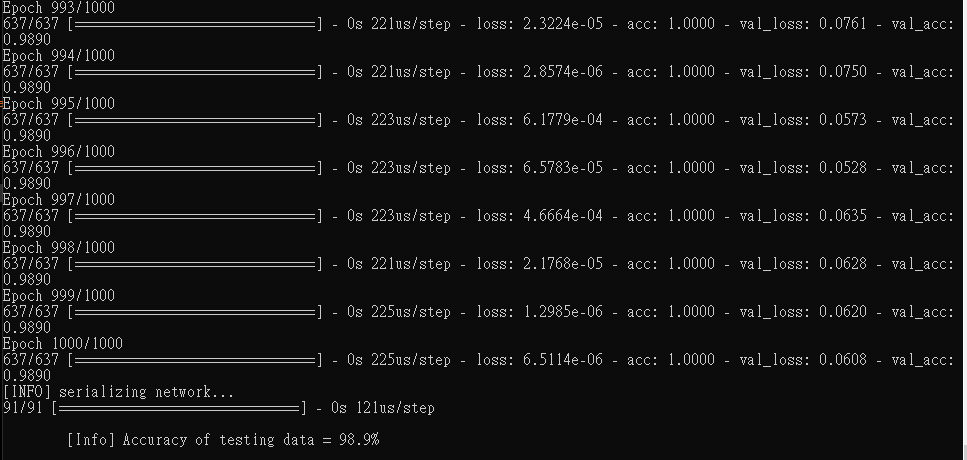 Epoch 993/1000
637/637 [==============================] - 0s 221us/step - loss: 2.3224e-05 - acc: 1.0000 - val_loss: 0.0761 - val_acc:
0.9890
Epoch 994/1000
637/637 [==============================] - 0s 221us/step - loss: 2.8574e-06 - acc: 1.0000 - val_loss: 0.0750 - val_acc:
0.9890
Epoch 995/1000
637/637 [==============================] - 0s 223us/step - loss: 6.1779e-04 - acc: 1.0000 - val_loss: 0.0573 - val_acc:
0.9890
Epoch 996/1000
637/637 [==============================] - 0s 223us/step - loss: 6.5783e-05 - acc: 1.0000 - val_loss: 0.0528 - val_acc:
0.9890
Epoch 997/1000
637/637 [==============================] - 0s 223us/step - loss: 4.6664e-04 - acc: 1.0000 - val_loss: 0.0635 - val_acc:
0.9890
Epoch 998/1000
637/637 [==============================] - 0s 221us/step - loss: 2.1768e-05 - acc: 1.0000 - val_loss: 0.0628 - val_acc:
0.9890
Epoch 999/1000
637/637 [==============================] - 0s 225us/step - loss: 1.2985e-06 - acc: 1.0000 - val_loss: 0.0620 - val_acc:
0.9890
Epoch 1000/1000
637/637 [==============================] - 0s 225us/step - loss: 6.5114e-06 - acc: 1.0000 - val_loss: 0.0608 - val_acc:
0.9890
[INFO] serializing network...
91/91 [==============================] - 0s 121us/step
[Info] Accuracy of testing data = 98.9%